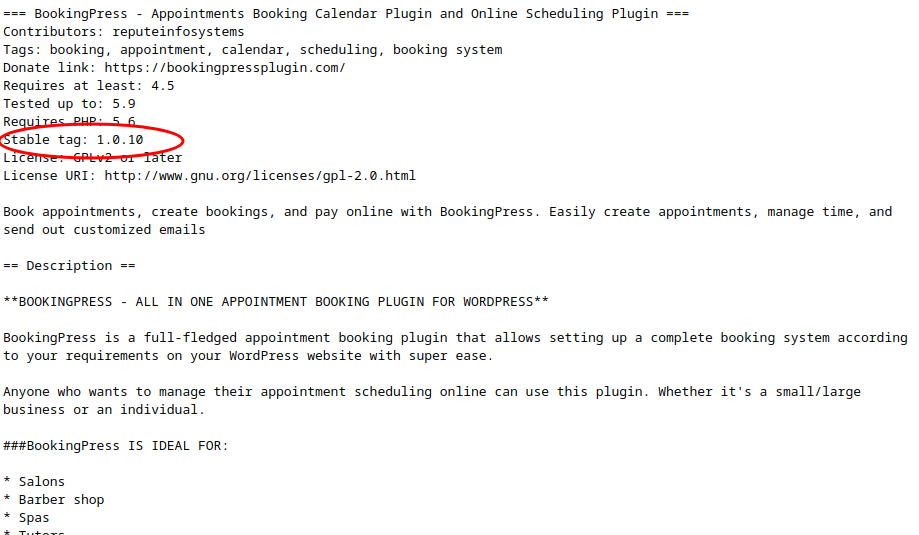 === BookingPress - Appointments Booking Calendar Plugin and Online Scheduling Plugin ===
Contributors: reputeinfosystems
Tags: booking, appointment, calendar, scheduling, booking system
Donate link: https://bookingpressplugin.com/
Requires at least: 4.5
Tested up to: 5.9
Requires PHP: 5.6
Stable tag: 1.0.10
License: GPLv2 or later
License URI: http://www.gnu.org/licenses/gpl-2.0.html
Book appointments, create bookings, and pay online with BookingPress. Easily create appointments, manage time, and
send out customized emails
== Description ==
**BOOKINGPRESS - ALL IN ONE APPOINTMENT BOOKING PLUGIN FOR WORDPRESS**
BookingPress is a full-fledged appointment booking plugin that allows setting up a complete booking system according
to your requirements on your WordPress website with super ease.
Anyone who wants to manage their appointment scheduling online can use this plugin. Whether it's a small/large
business or an individual.
###BookingPress IS IDEAL FOR:
* Salons
* Barber shop
* Spas
* Tutors